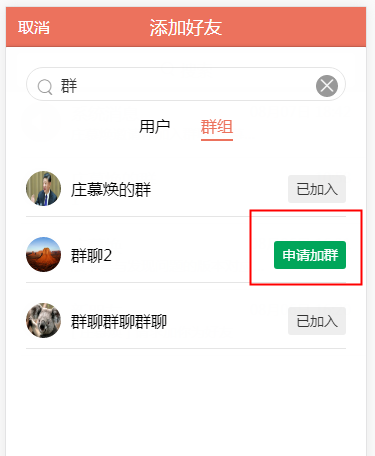 取消 添加好友
群
用户 群组
庄慕焕的群 已加入
群聊2 申请加群
群聊群聊群聊 已加入